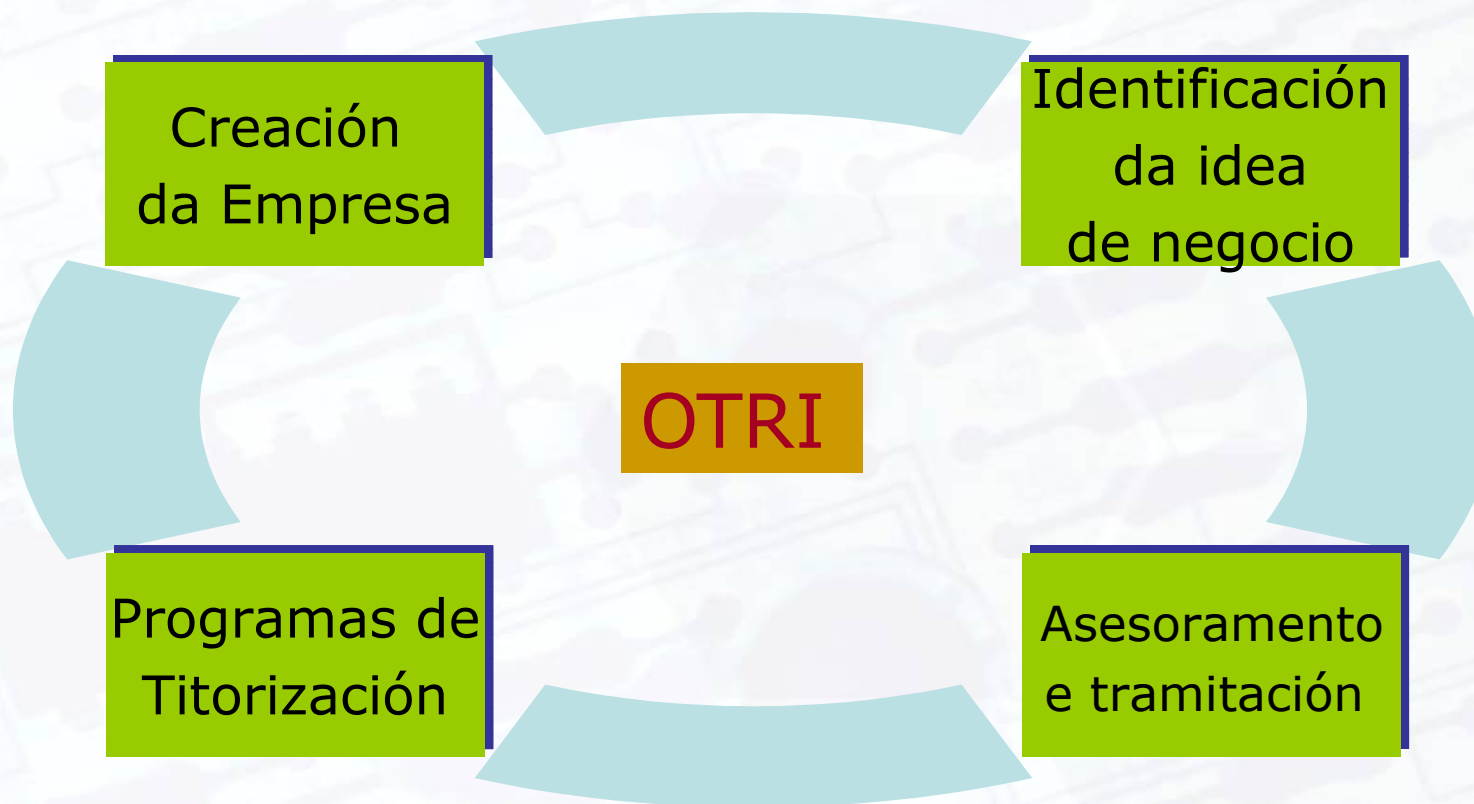 Creación
da Empresa
Identificación
da idea
de negocio
OTRI
Programas de
Titorización
Asesoramento
e tramitación